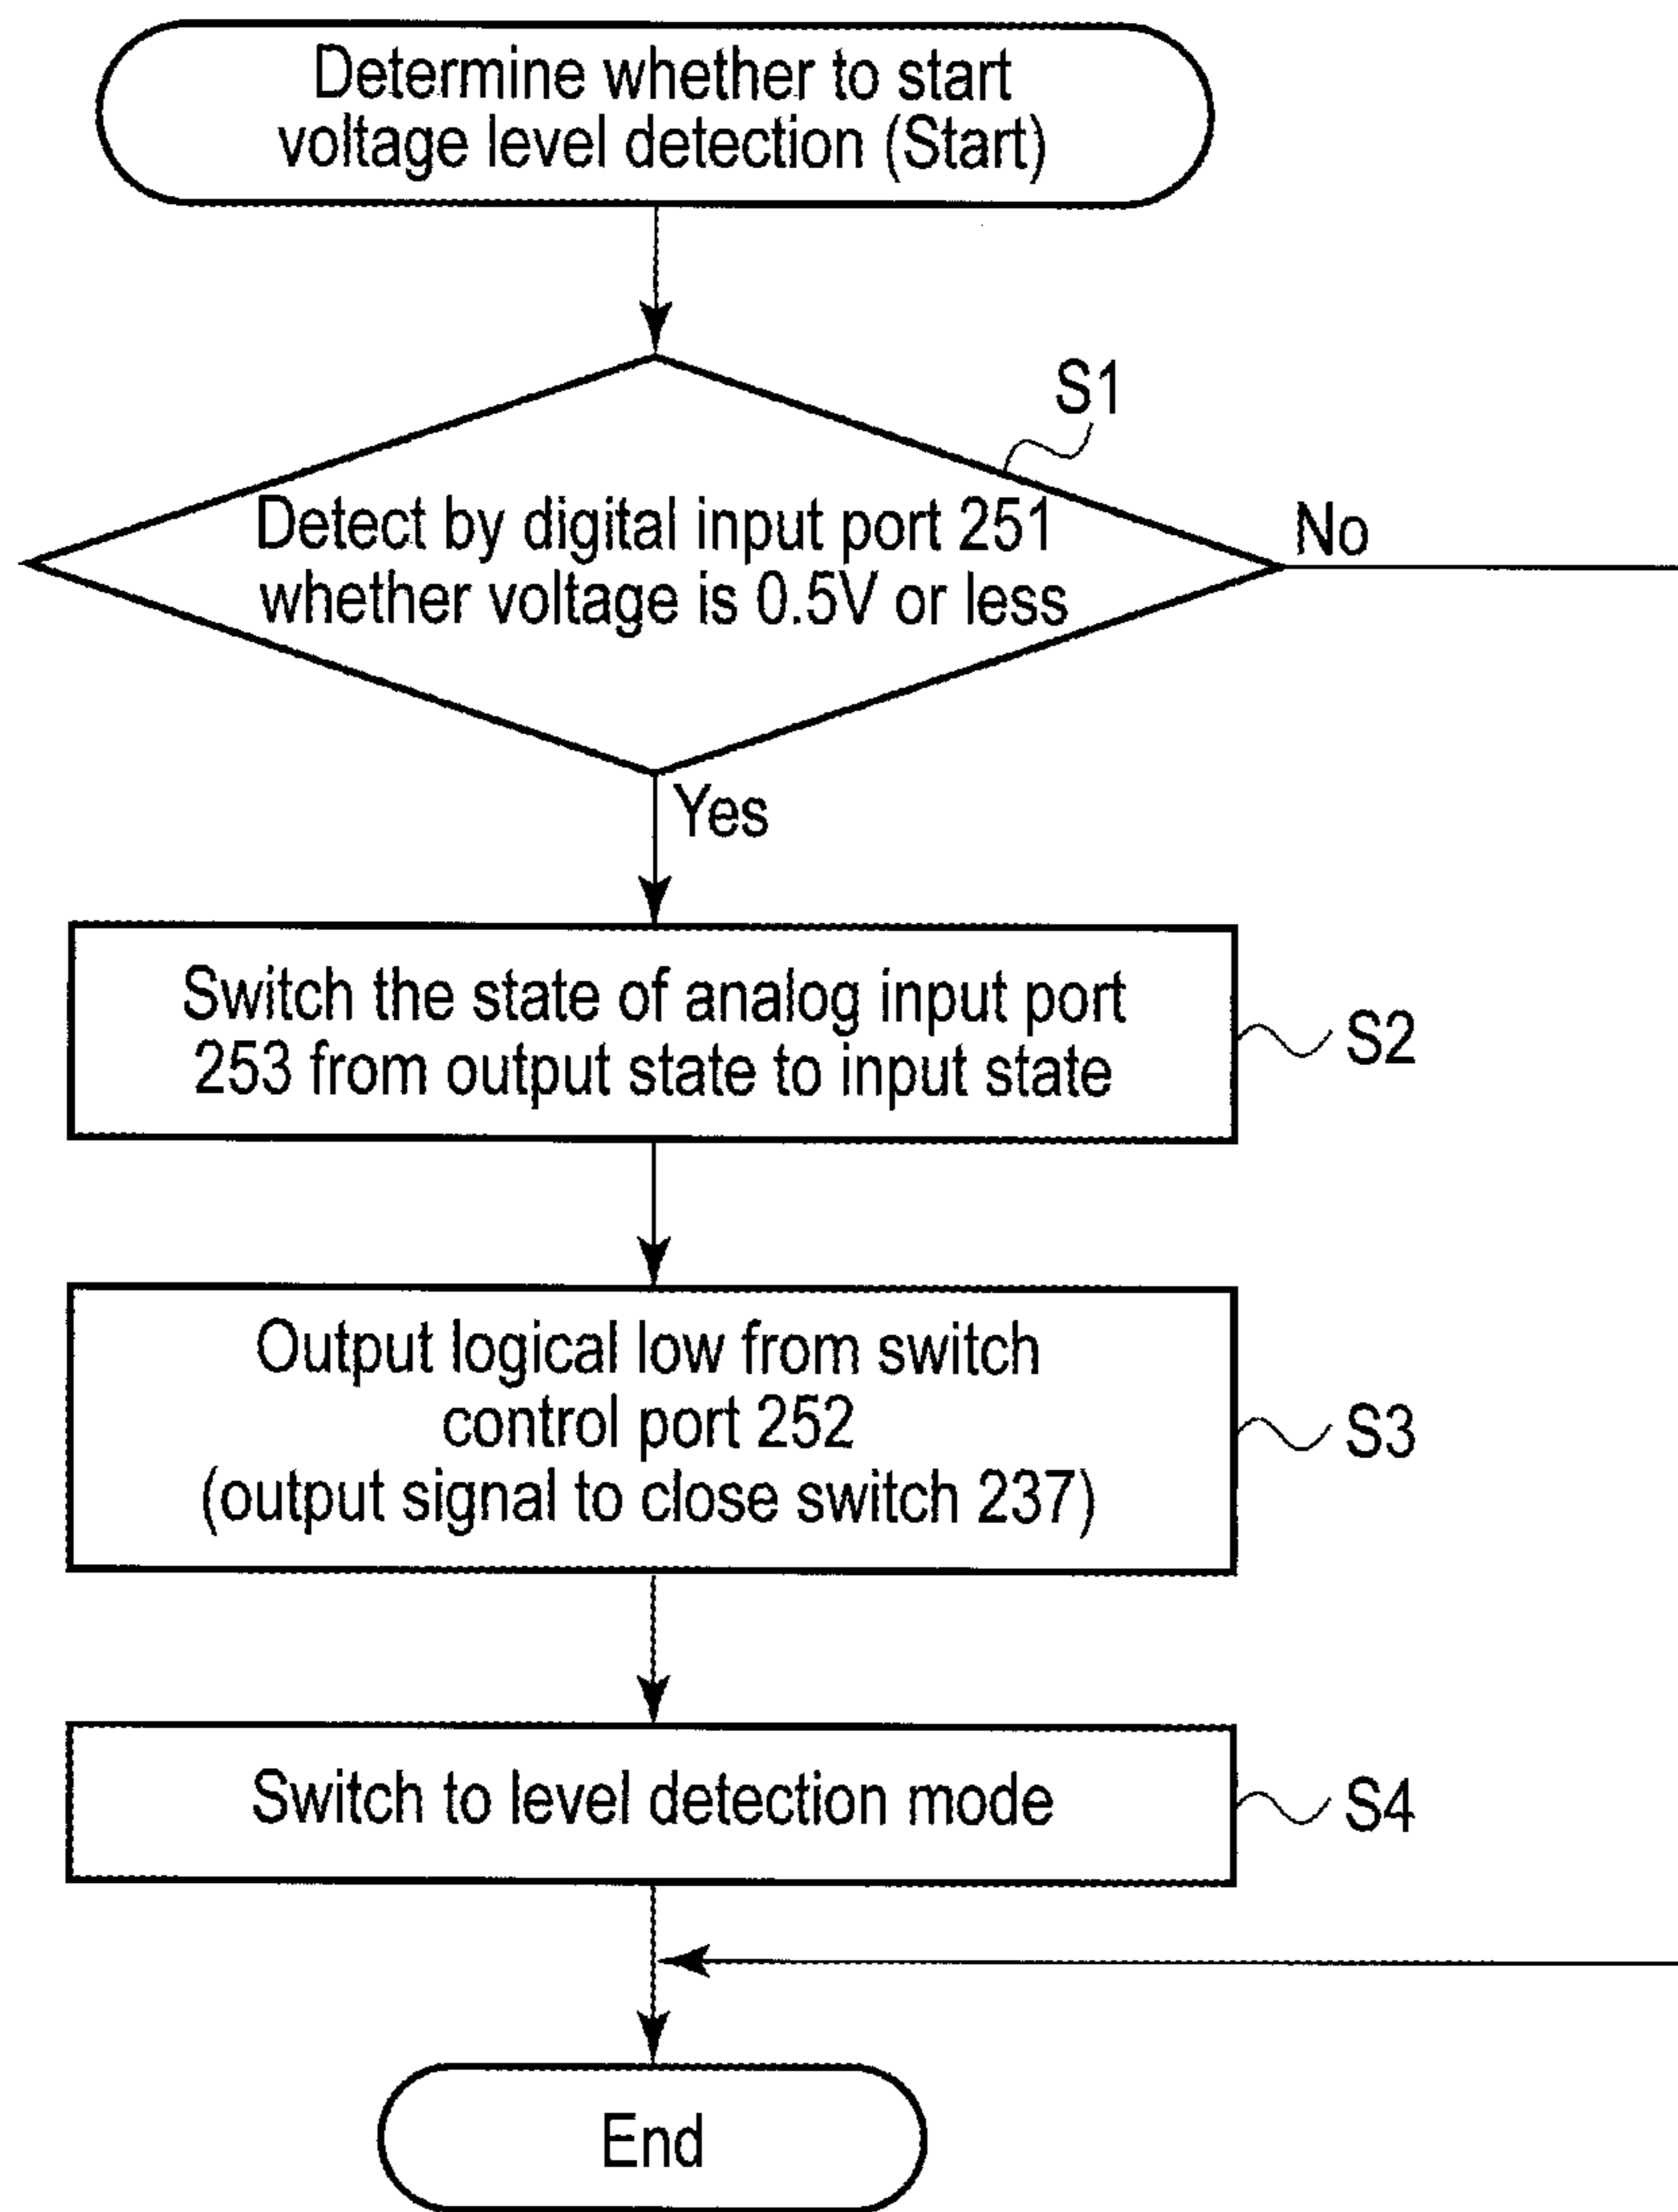 Determine whether to start
voltage level detection (Start)
S1
Detect by digital input port 251
whether voltage is 0.5V or less
No
Yes
Switch the state of analog input port
253 from output state to input state
S2
Output logical low from switch
control port 252
(output signal to close switch 237)
S3
Switch to level detection mode
S4
End